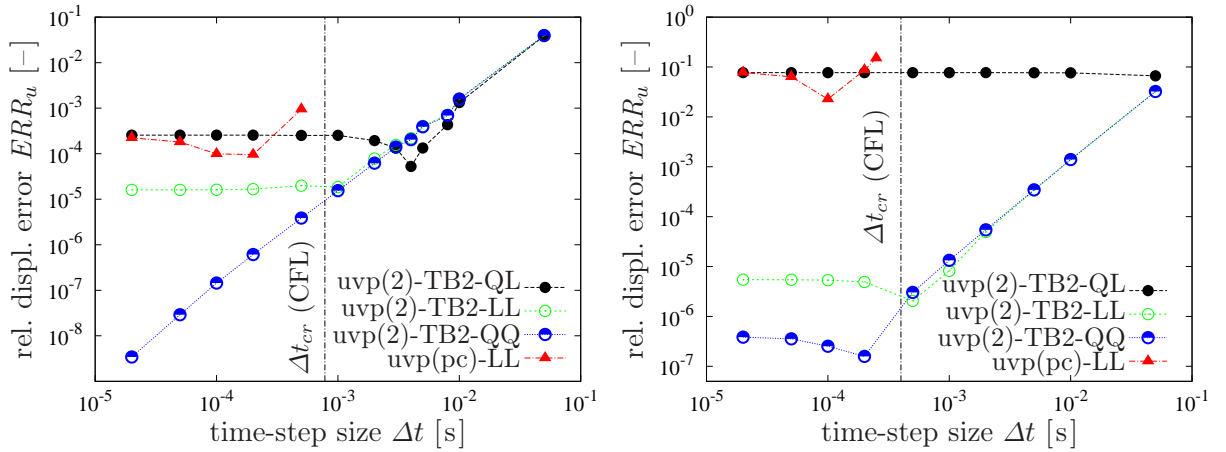 rel. displ. error ERR_u [−]
10^-1
10^-2
10^-3
10^-4
10^-5
10^-6
10^-7
10^-8
Δt_cr (CFL)
uvp(2)-TB2-QL
uvp(2)-TB2-LL
uvp(2)-TB2-QQ
uvp(pc)-LL
10^-5
10^-4
10^-3
10^-2
10^-1
time-step size Δt [s]
rel. displ. error ERR_u [−]
10^0
10^-1
10^-2
10^-3
10^-4
10^-5
10^-6
10^-7
Δt_cr (CFL)
uvp(2)-TB2-QL
uvp(2)-TB2-LL
uvp(2)-TB2-QQ
uvp(pc)-LL
10^-5
10^-4
10^-3
10^-2
10^-1
time-step size Δt [s]